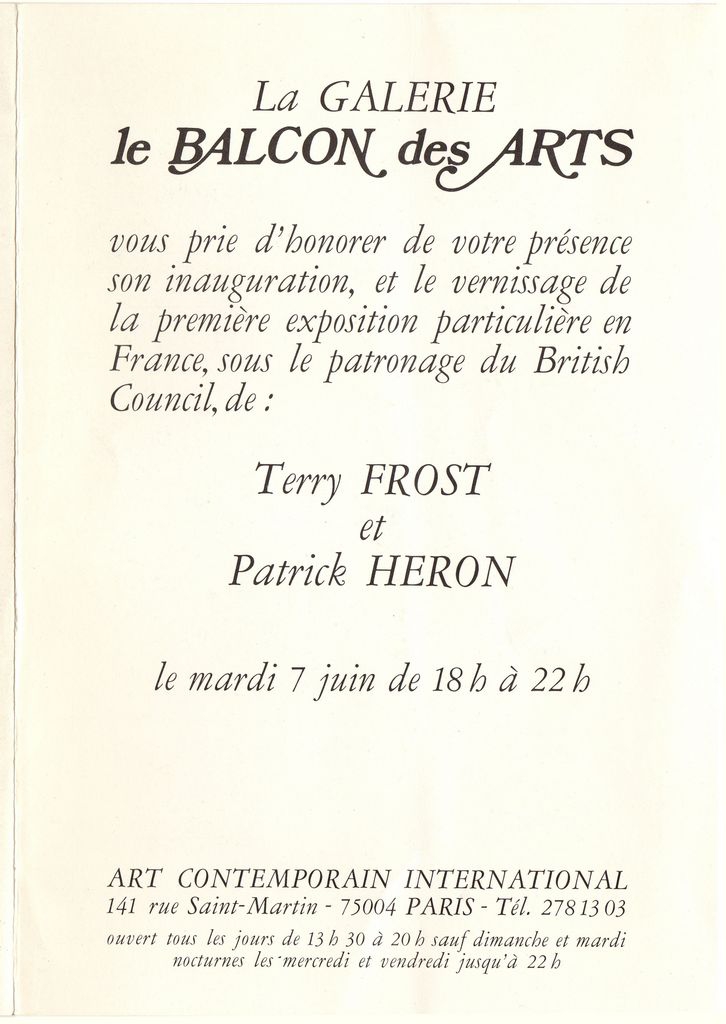 La GALERIE
le BALCON des ARTS
vous prie d'honorer de votre présence
son inauguration, et le vernissage de
la première exposition particulière en
France, sous le patronage du British
Council, de :
Terry FROST
et
Patrick HERON
le mardi 7 juin de 18 h à 22 h
ART CONTEMPORAIN INTERNATIONAL
141 rue Saint-Martin - 75004 PARIS - Tél. 278 13 03
ouvert tous les jours de 13 h 30 à 20 h sauf dimanche et mardi
nocturnes les mercredi et vendredi jusqu'à 22 h